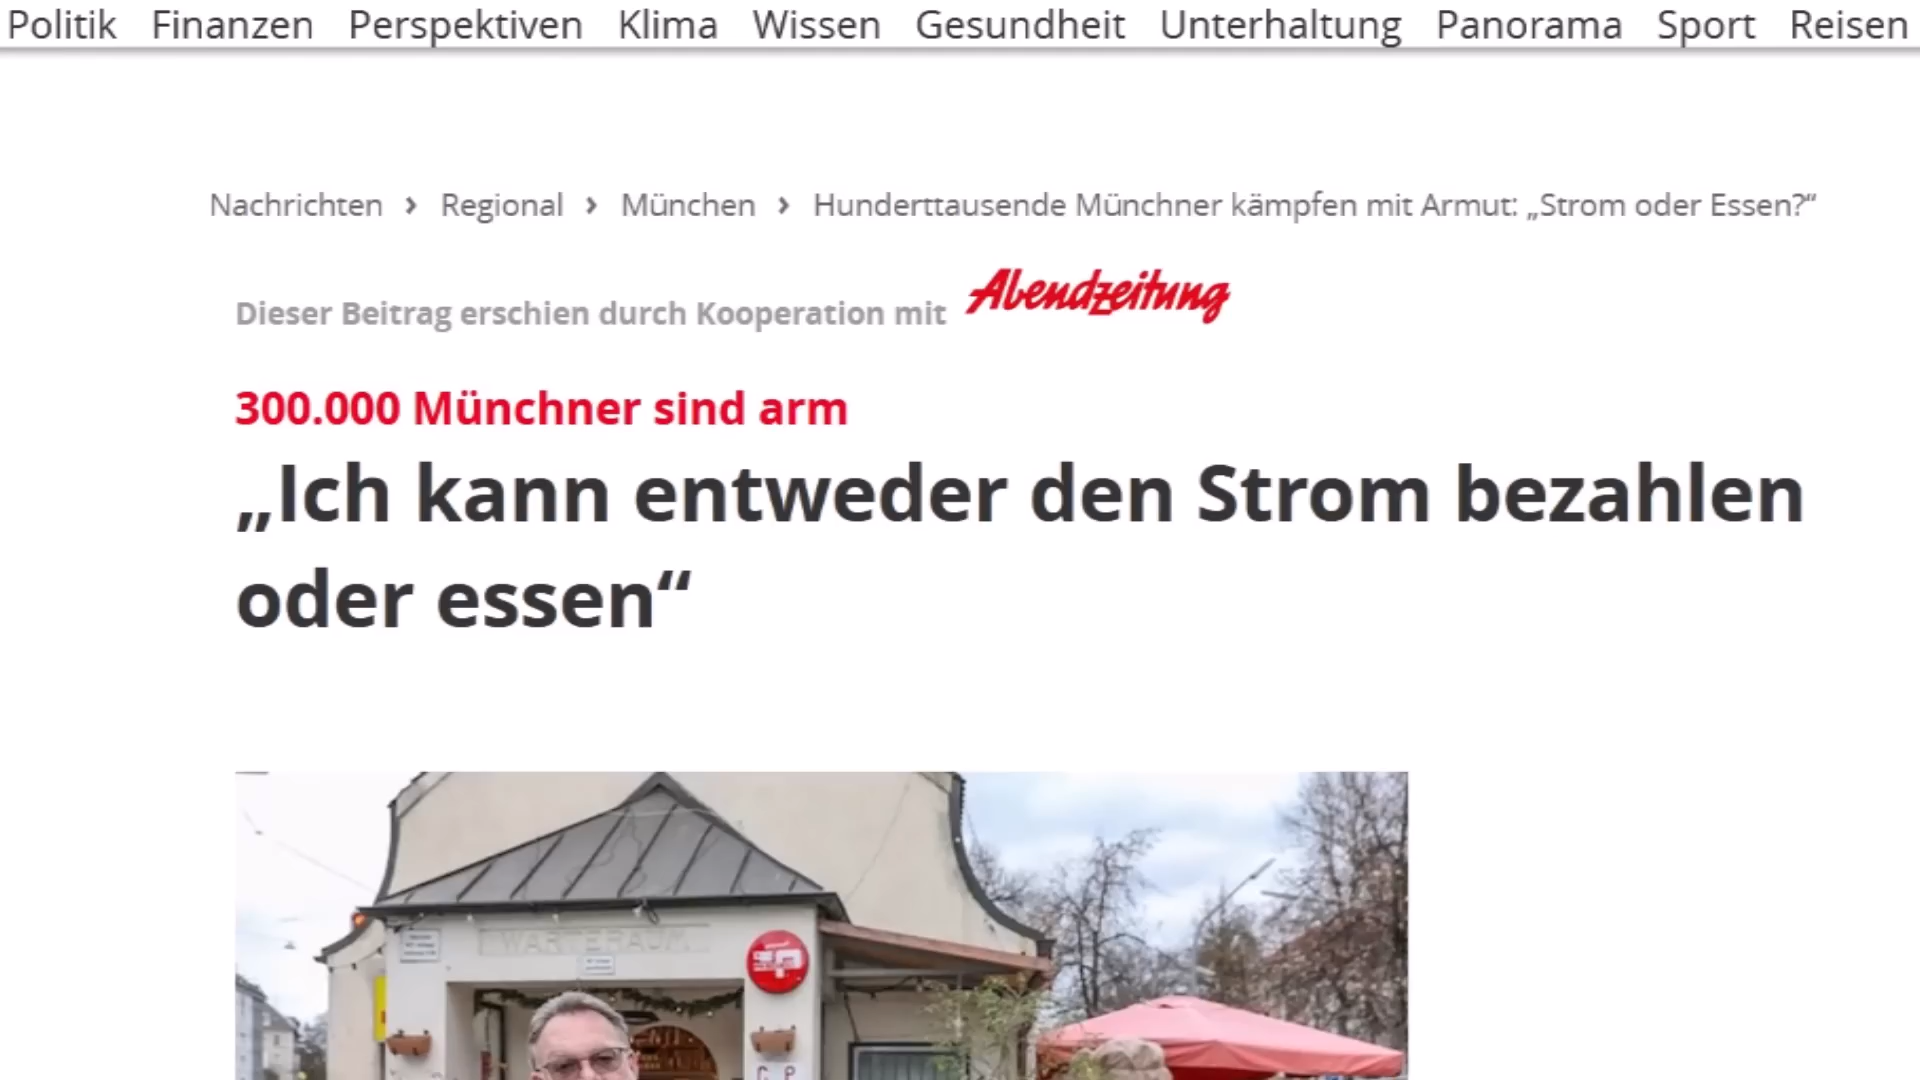 Politik Finanzen Perspektiven Klima Wissen Gesundheit Unterhaltung Panorama Sport Reisen
Nachrichten › Regional › München › Hunderttausende Münchner kämpfen mit Armut: „Strom oder Essen?“
Dieser Beitrag erschien durch Kooperation mit Abendzeitung
300.000 Münchner sind arm
„Ich kann entweder den Strom bezahlen
oder essen“
WARTERAUM